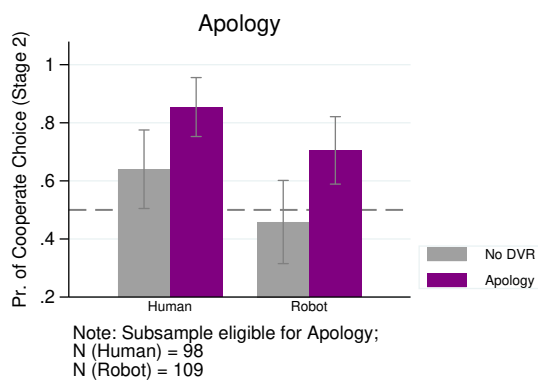 Apology
Pr. of Cooperate Choice (Stage 2)
1
.8
.6
.4
.2
Human
Robot
No DVR
Apology
Note: Subsample eligible for Apology;
N (Human) = 98
N (Robot) = 109